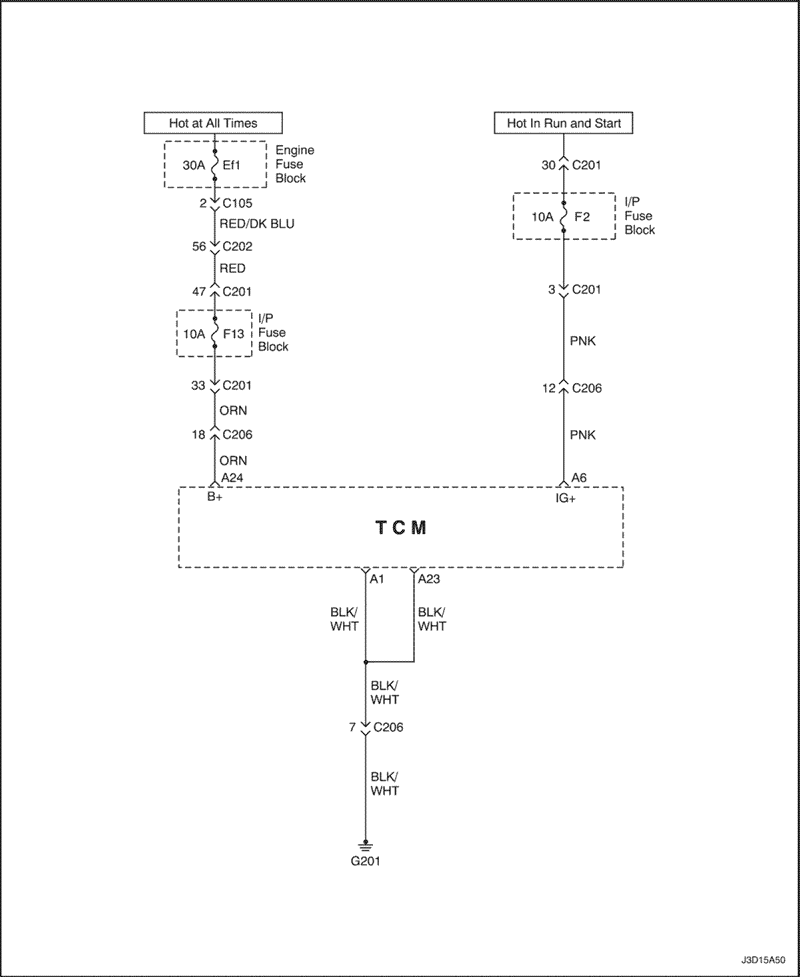 Hot at All Times
Hot In Run and Start
30A Ef1
Engine
Fuse
Block
30 C201
2 C105
RED/DK BLU
10A F2
I/P
Fuse
Block
56 C202
RED
47 C201
3 C201
10A F13
I/P
Fuse
Block
PNK
33 C201
12 C206
ORN
18 C206
PNK
ORN
A24
A6
B+
IG+
TCM
A1
A23
BLK/
WHT
BLK/
WHT
BLK/
WHT
7 C206
BLK/
WHT
G201
J3D15A50